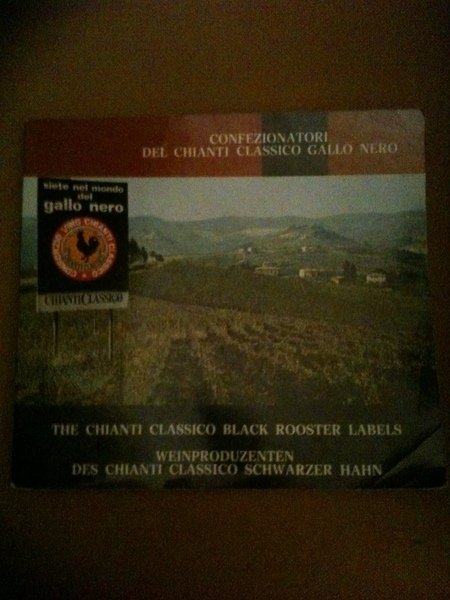 CONFEZIONATORI
DEL CHIANTI CLASSICO GALLO NERO
siete nel mondo
del
gallo nero
CHIANTI CLASSICO
THE CHIANTI CLASSICO BLACK ROOSTER LABELS
WEINPRODUZENTEN
DES CHIANTI CLASSICO SCHWARZER HAHN